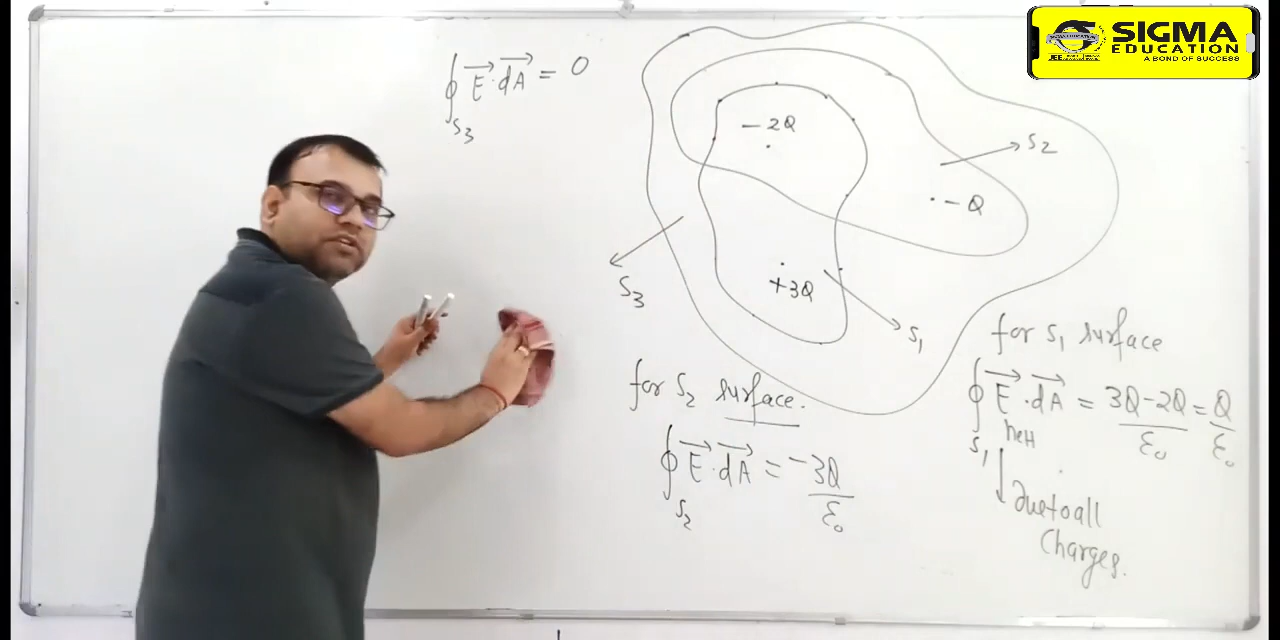 SIGMA
EDUCATION
A BOND OF SUCCESS
JEE
∮S₃ E⃗·dA⃗ = 0
-2Q
S₂
-Q
+3Q
S₃
S₁
for S₁ surface
∮S₁ E⃗net·dA⃗ = (3Q-2Q)/ε₀ = Q/ε₀
due to all
Charges.
for S₂ surface.
∮S₂ E⃗·dA⃗ = -3Q/ε₀